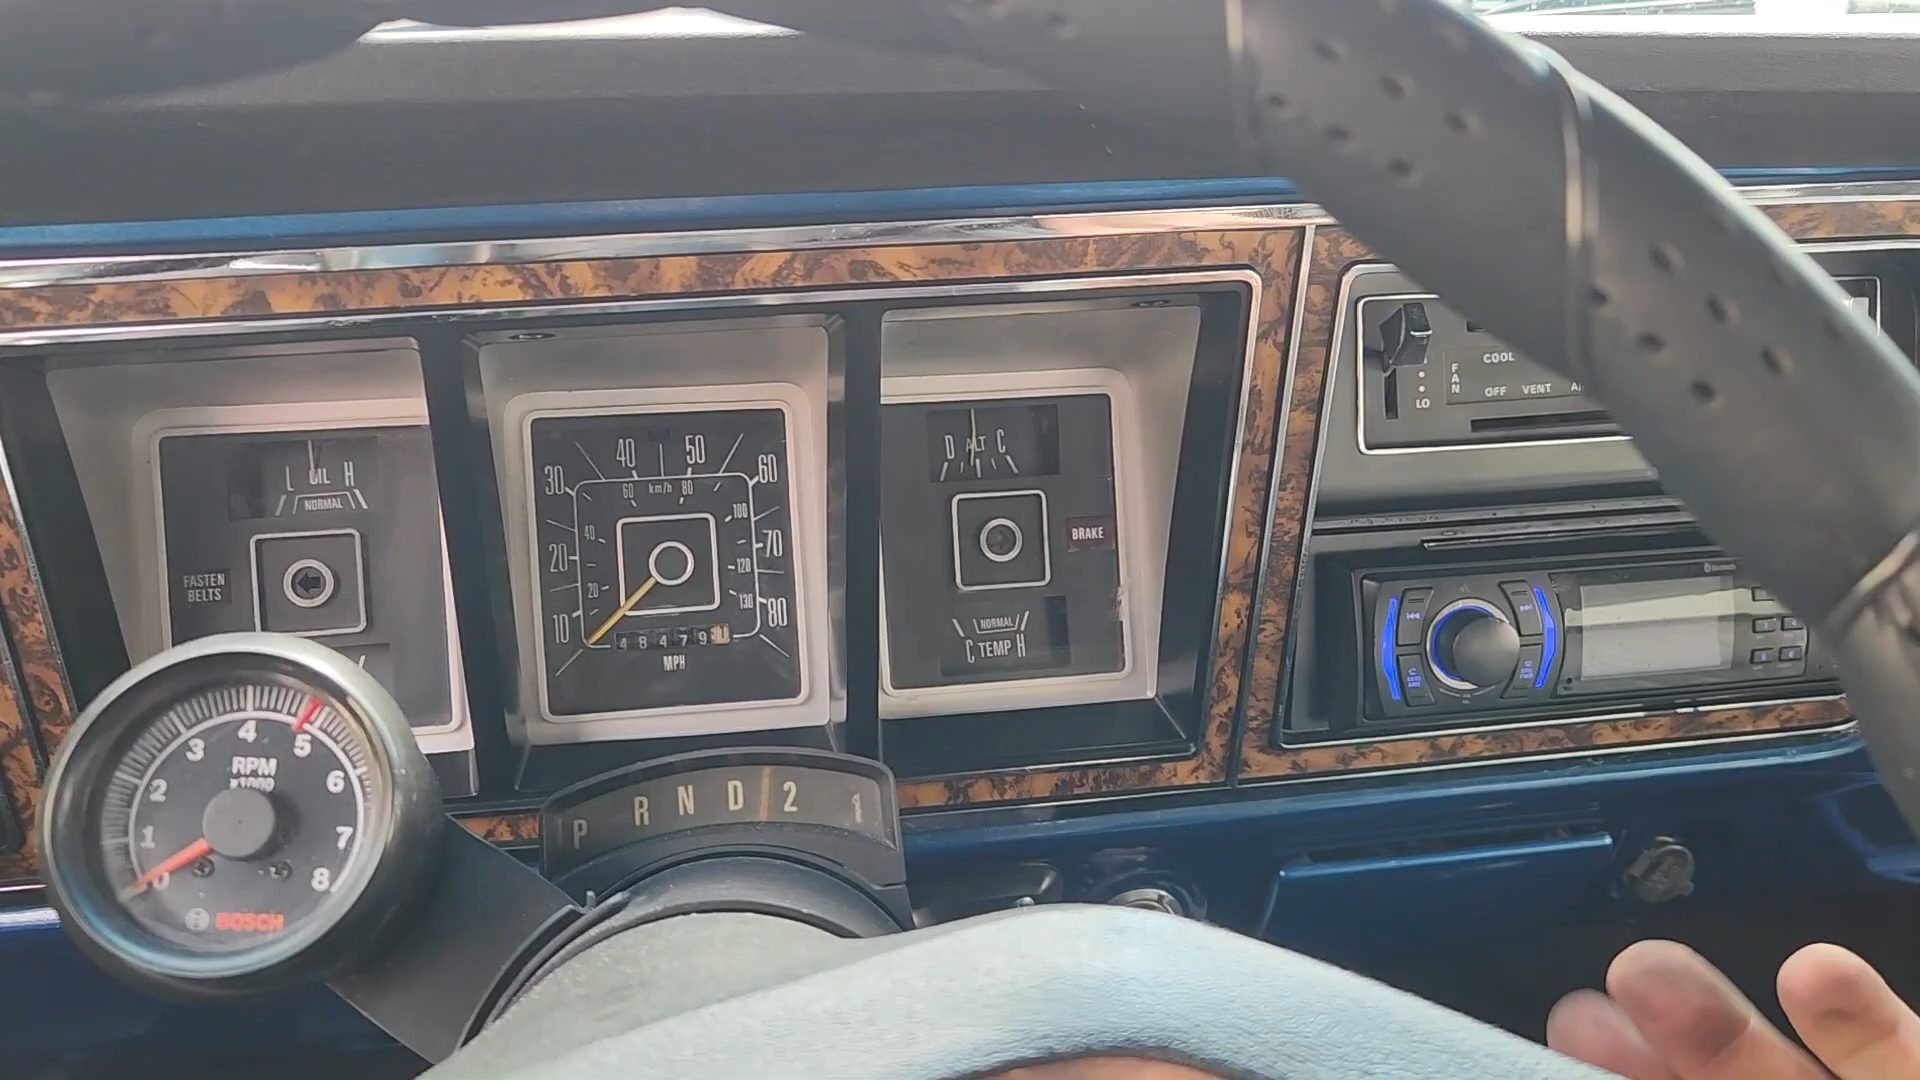 L OIL H
NORMAL
FASTEN
BELTS
30 40 50 60
60 km/h 80
40 100
20 70
20 120
10 130 80
4 8 4 7 9
MPH
D ALT C
BRAKE
NORMAL
C TEMP H
COOL
FAN
OFF VENT
LO
0 1 2 3 4 5 6 7 8
RPM
X1000
BOSCH
P R N D 2 1